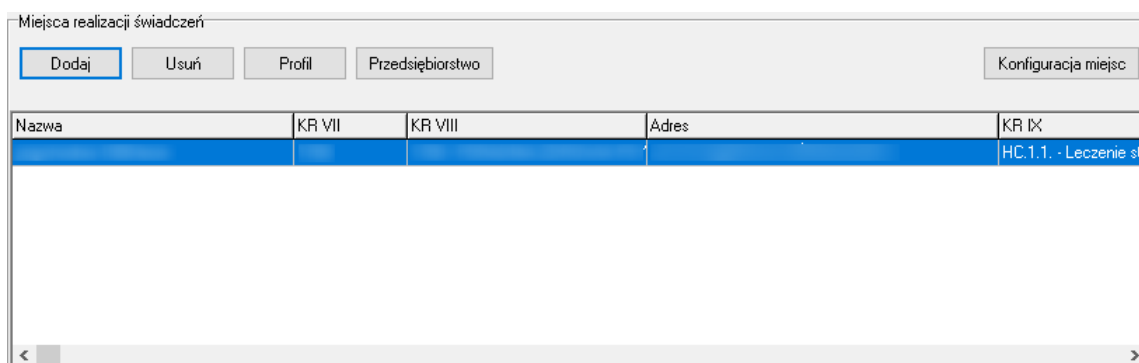 Miejsca realizacji świadczeń
Dodaj Usuń Profil Przedsiębiorstwo Konfiguracja miejsc
Nazwa KR VII KR VIII Adres KR IX
HC.1.1. - Leczenie